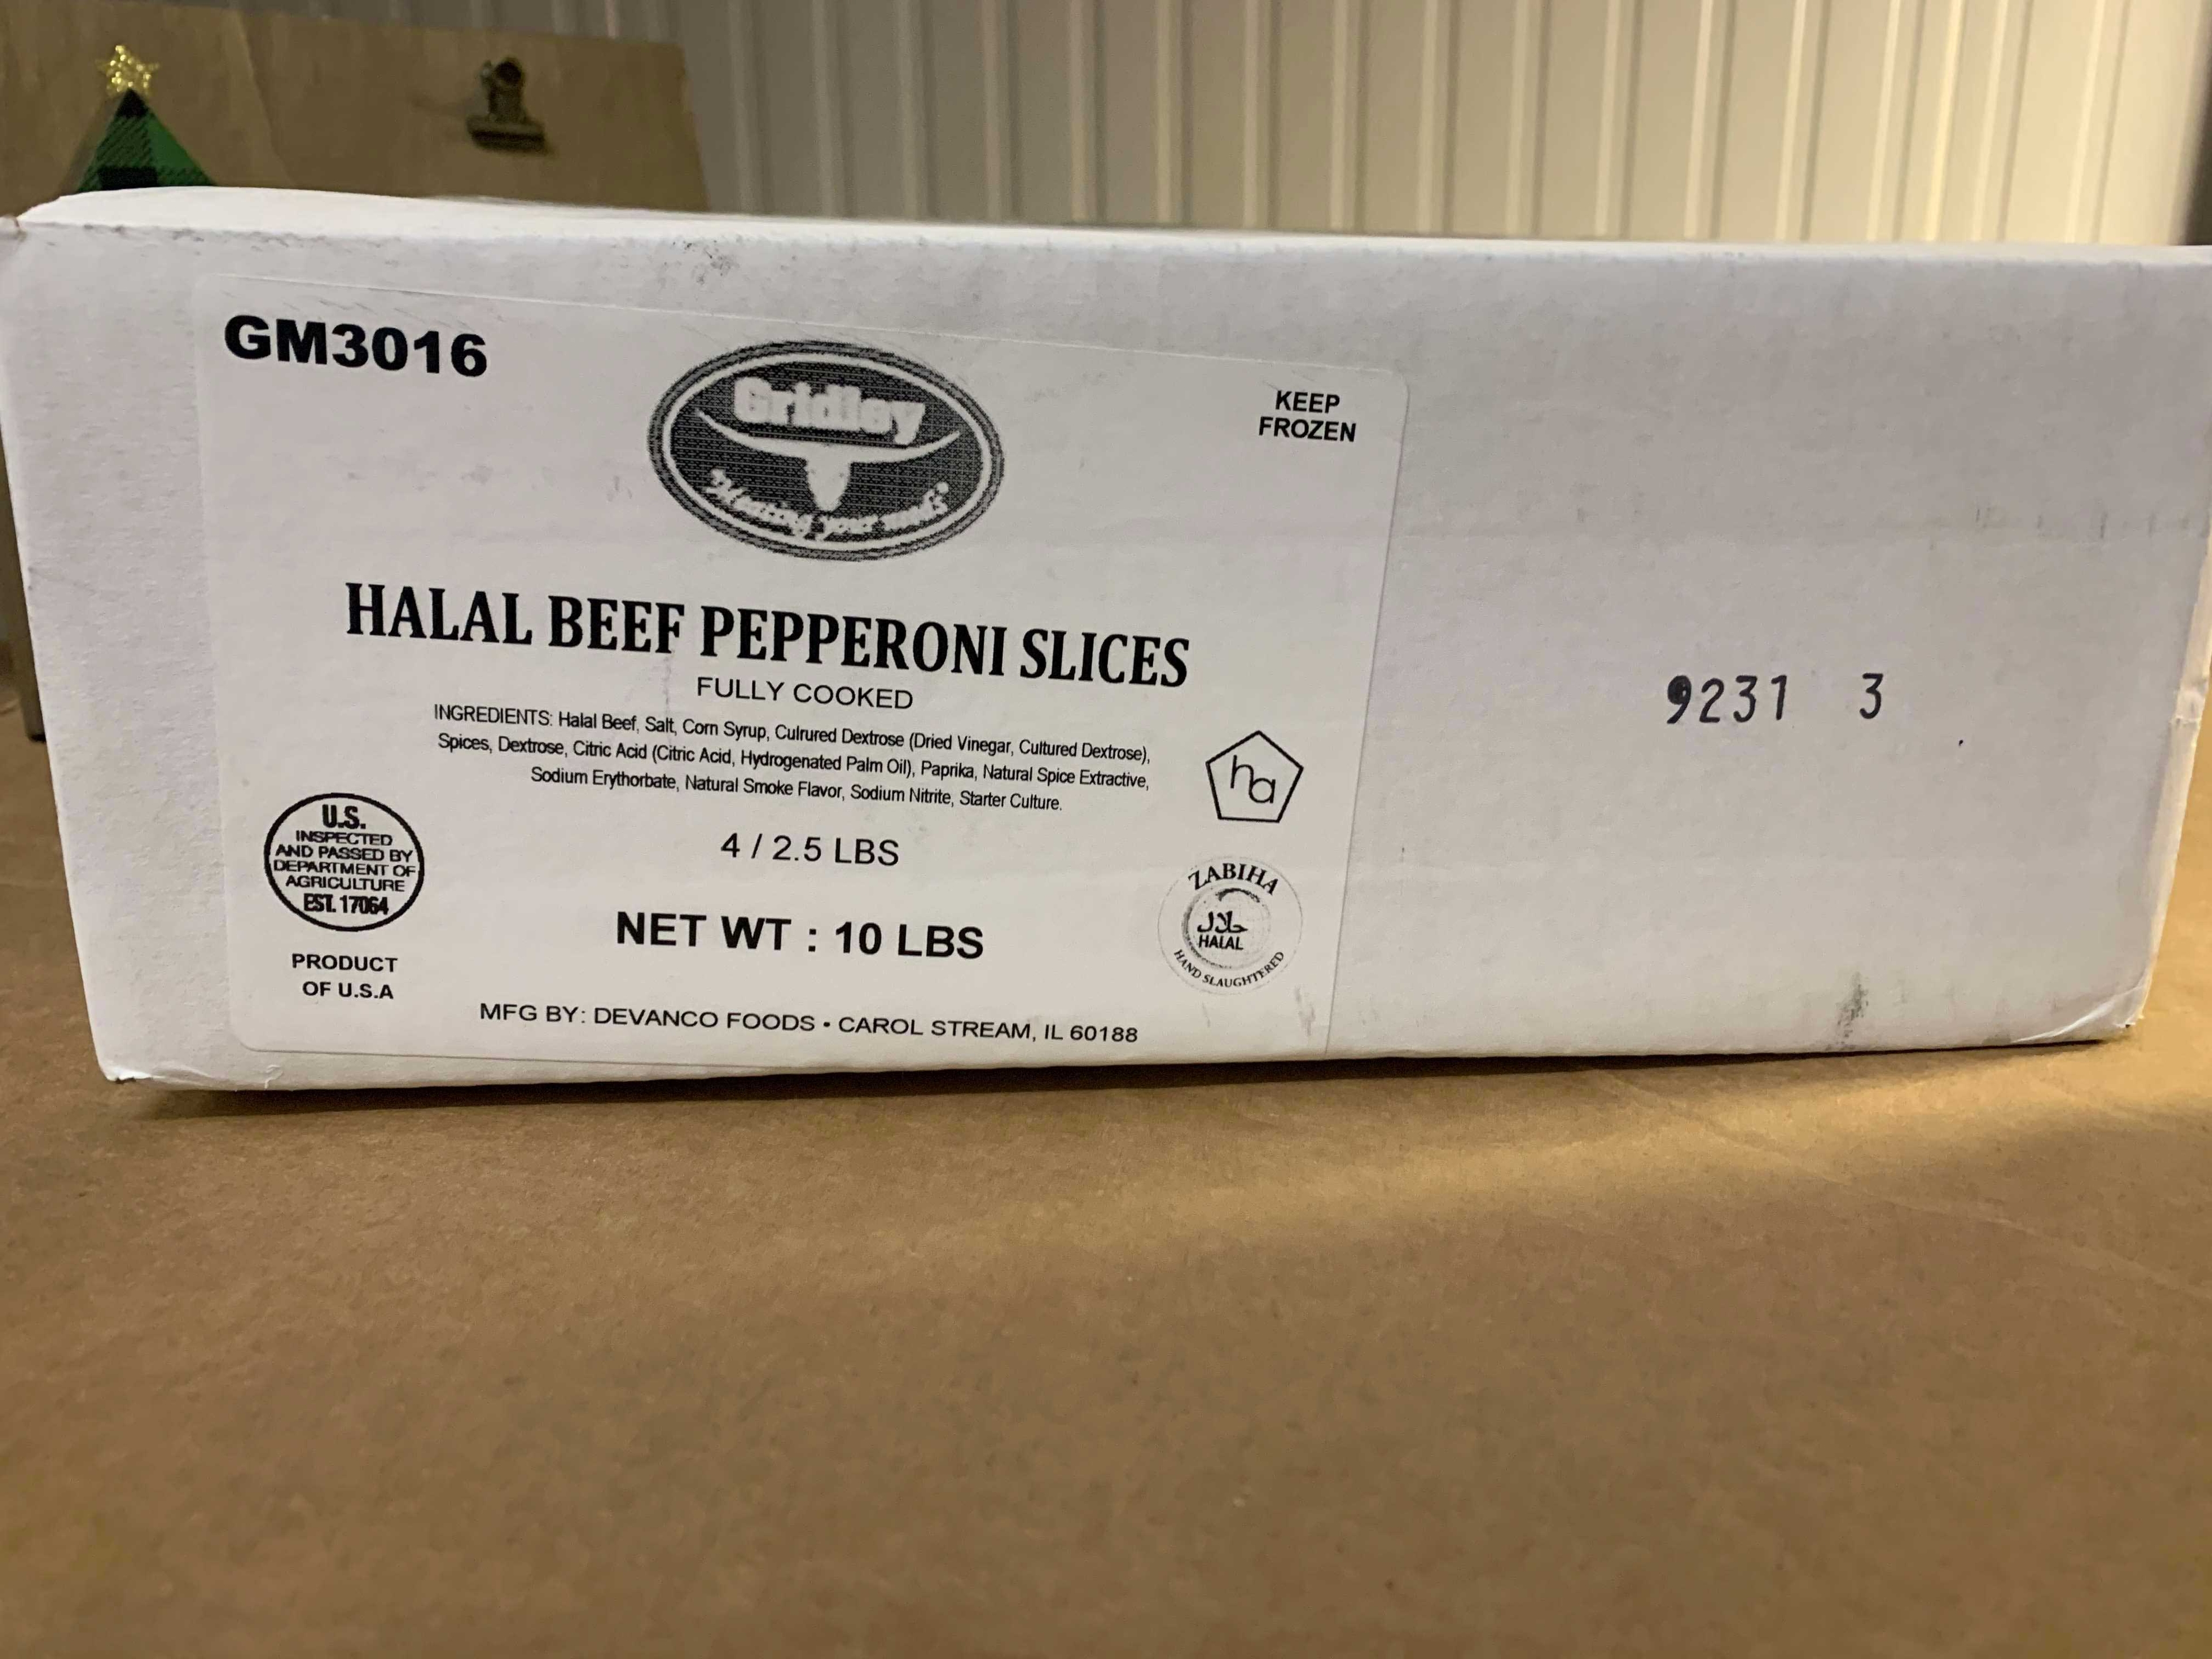 GM3016
Gridley
"Meating your needs"
KEEP
FROZEN
HALAL BEEF PEPPERONI SLICES
FULLY COOKED
INGREDIENTS: Halal Beef, Salt, Corn Syrup, Culrured Dextrose (Dried Vinegar, Cultured Dextrose),
Spices, Dextrose, Citric Acid (Citric Acid, Hydrogenated Palm Oil), Paprika, Natural Spice Extractive,
Sodium Erythorbate, Natural Smoke Flavor, Sodium Nitrite, Starter Culture.
ha
U.S.
INSPECTED
AND PASSED BY
DEPARTMENT OF
AGRICULTURE
EST. 17064
4 / 2.5 LBS
NET WT : 10 LBS
ZABIHA
حلال
HALAL
HAND SLAUGHTERED
PRODUCT
OF U.S.A
MFG BY: DEVANCO FOODS • CAROL STREAM, IL 60188
9231 3